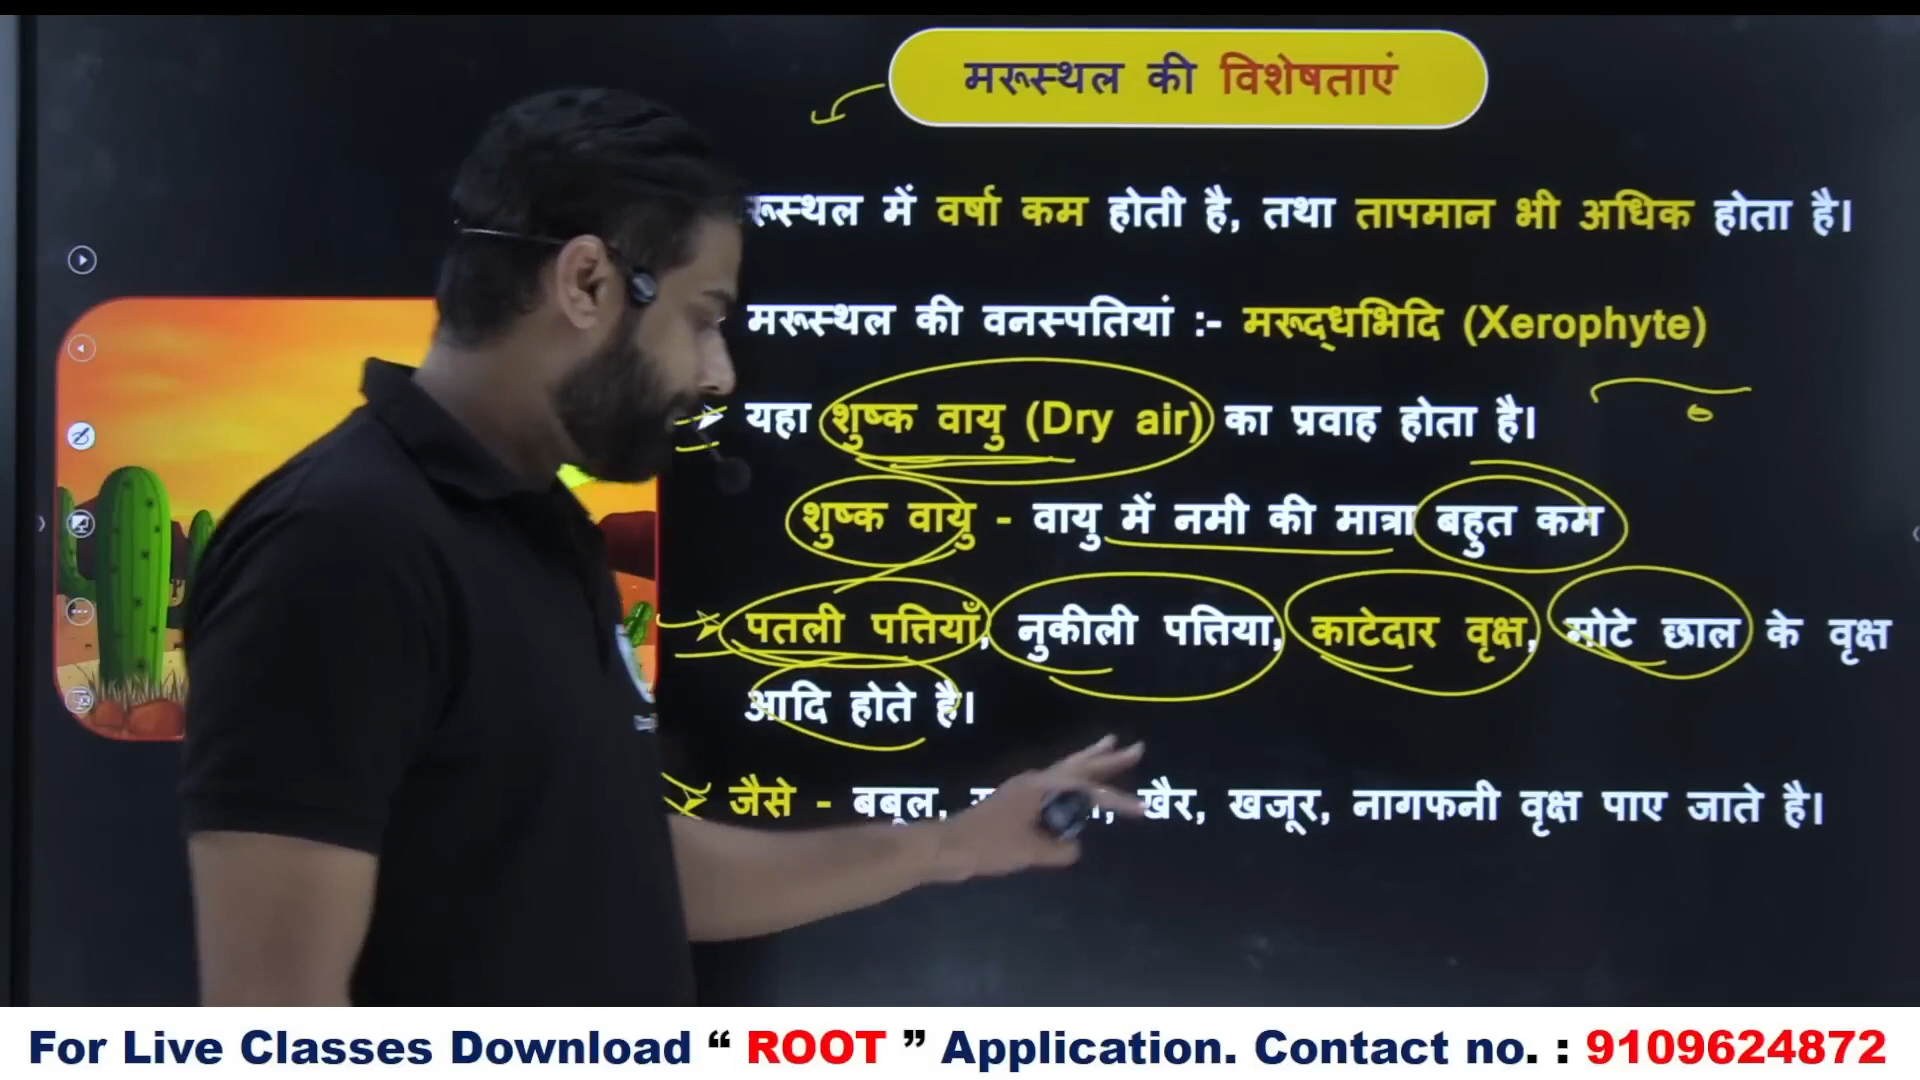 मरूस्थल की विशेषताएं
रूस्थल में वर्षा कम होती है, तथा तापमान भी अधिक होता है।
मरूस्थल की वनस्पतियां :- मरूद्धभिदि (Xerophyte)
यहा शुष्क वायु (Dry air) का प्रवाह होता है।
शुष्क वायु - वायु में नमी की मात्रा बहुत कम
पतली पत्तियाँ, नुकीली पत्तिया, काटेदार वृक्ष, मोटे छाल के वृक्ष
आदि होते है।
जैसे - बबूल, खैर, खजूर, नागफनी वृक्ष पाए जाते है।
For Live Classes Download “ ROOT ” Application. Contact no. : 9109624872